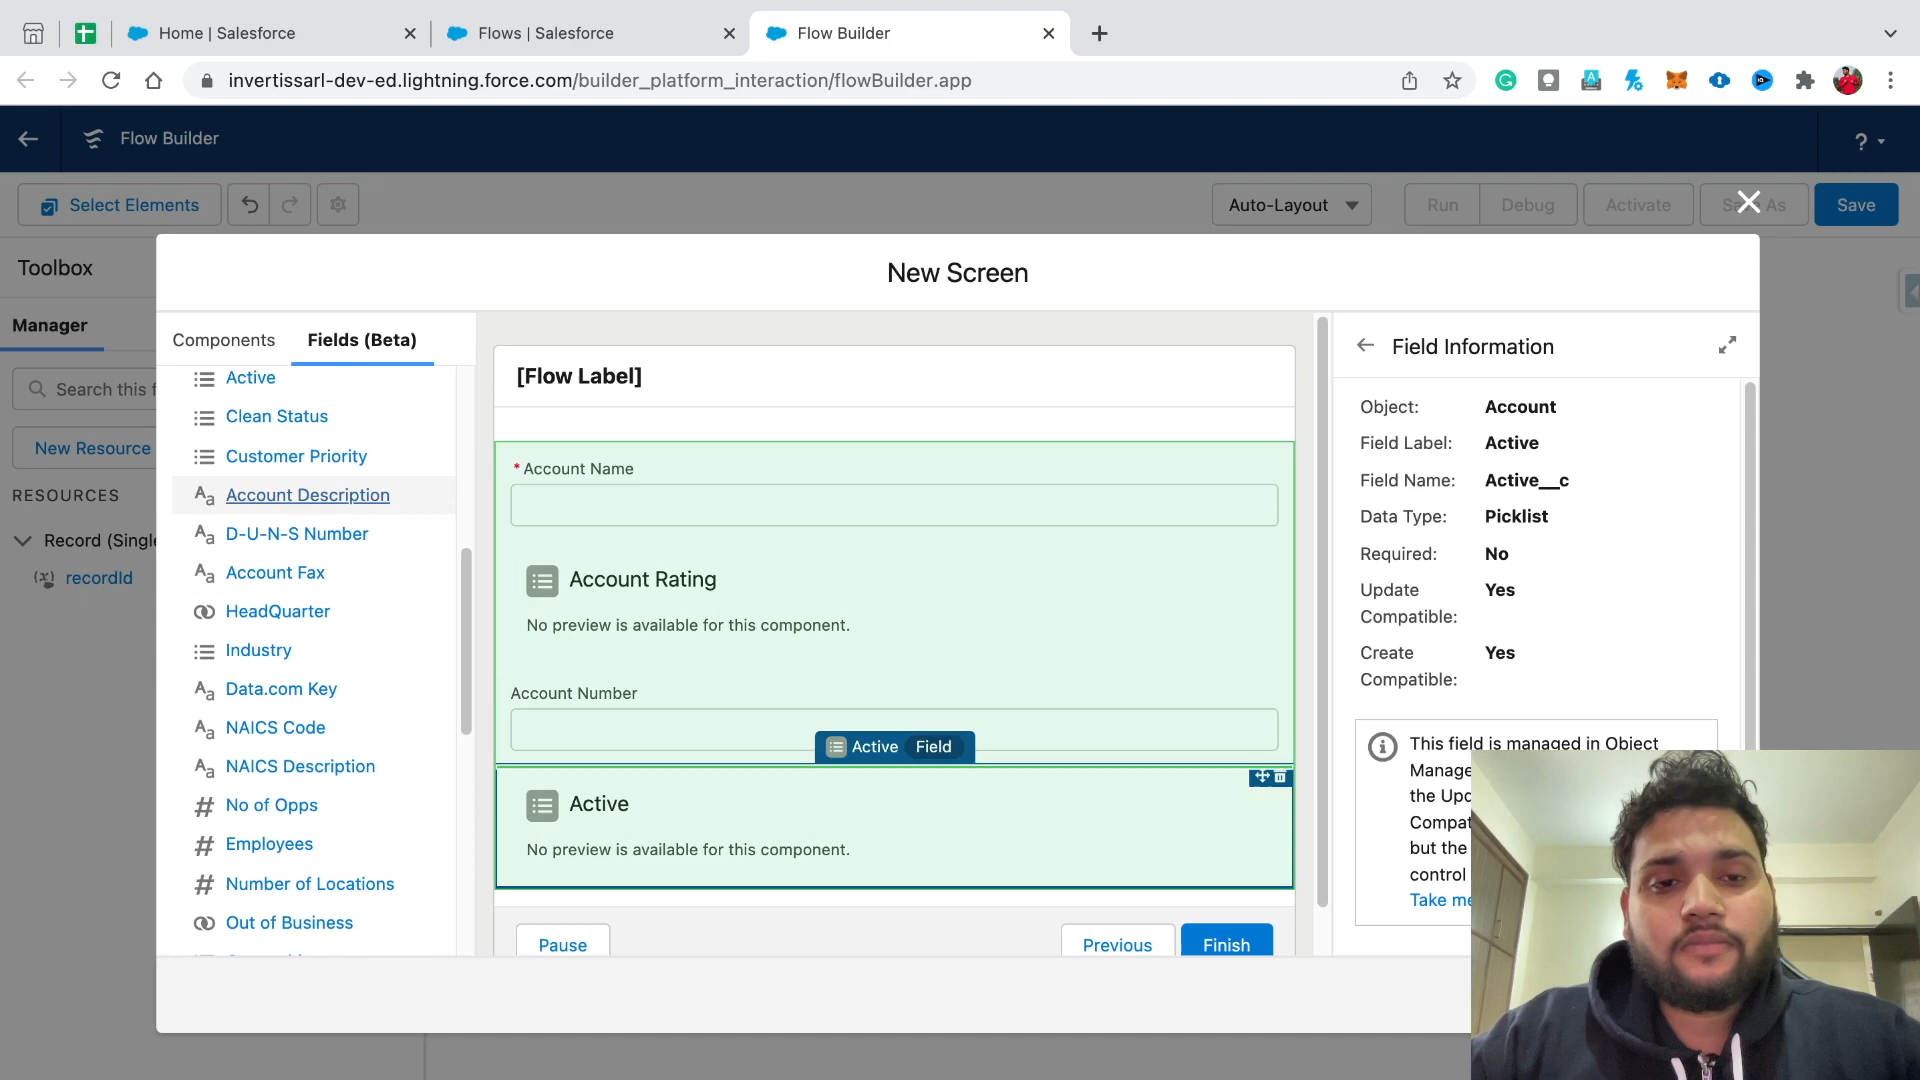 Home | Salesforce
Flows | Salesforce
Flow Builder
invertissarl-dev-ed.lightning.force.com/builder_platform_interaction/flowBuilder.app
Flow Builder
?
Select Elements
Auto-Layout
Run
Debug
Activate
Save As
Save
Toolbox
New Screen
Manager
Components
Fields (Beta)
Search this f
New Resource
RESOURCES
Record (Single
recordId
Active
Clean Status
Customer Priority
Account Description
D-U-N-S Number
Account Fax
HeadQuarter
Industry
Data.com Key
NAICS Code
NAICS Description
No of Opps
Employees
Number of Locations
Out of Business
[Flow Label]
* Account Name
Account Rating
No preview is available for this component.
Account Number
Active Field
Active
No preview is available for this component.
Pause
Previous
Finish
Field Information
Object: Account
Field Label: Active
Field Name: Active__c
Data Type: Picklist
Required: No
Update Compatible: Yes
Create Compatible: Yes
This field is managed in Object
Manage
the Upd
Compat
but the
control
Take me